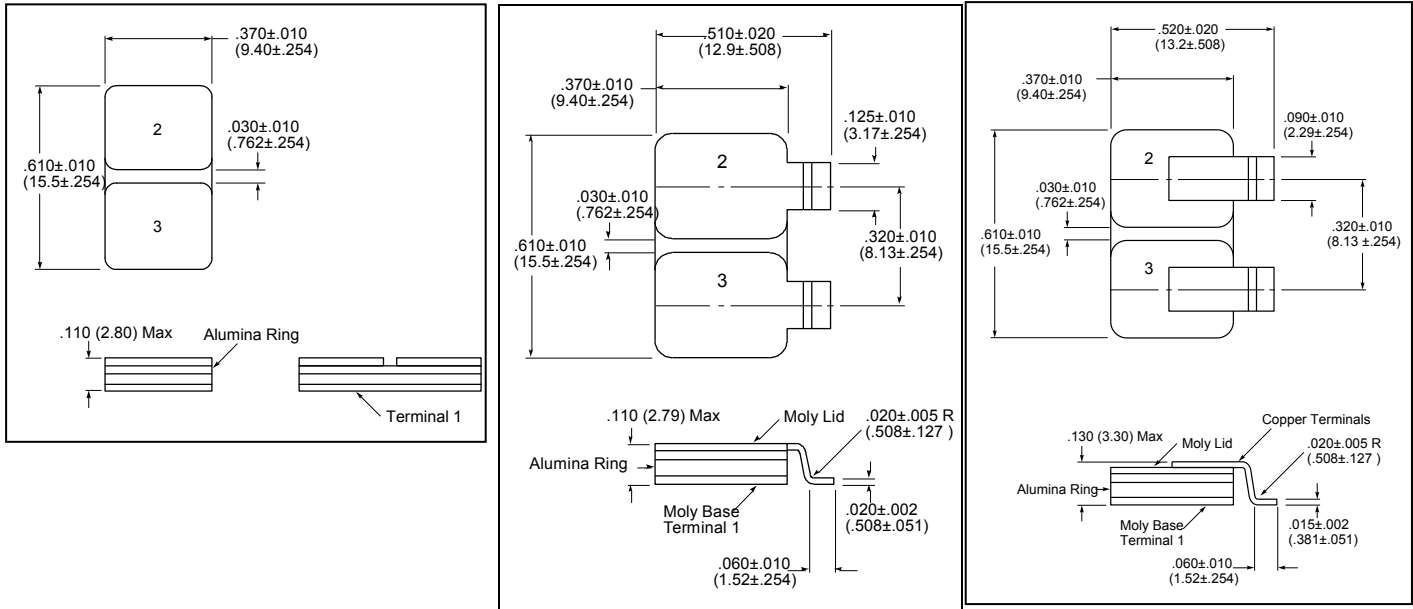 .370±.010
(9.40±.254)
2
.030±.010
(.762±.254)
.610±.010
(15.5±.254)
3
.110 (2.80) Max
Alumina Ring
Terminal 1
.510±.020
(12.9±.508)
.370±.010
(9.40±.254)
.125±.010
(3.17±.254)
2
.030±.010
(.762±.254)
.610±.010
(15.5±.254)
.320±.010
(8.13±.254)
3
.110 (2.79) Max
Moly Lid
.020±.005 R
(.508±.127 )
Alumina Ring
Moly Base
Terminal 1
.020±.002
(.508±.051)
.060±.010
(1.52±.254)
.520±.020
(13.2±.508)
.370±.010
(9.40±.254)
.090±.010
(2.29±.254)
2
.030±.010
(.762±.254)
.610±.010
(15.5±.254)
.320±.010
(8.13 ±.254)
3
Copper Terminals
.130 (3.30) Max
Moly Lid
.020±.005 R
(.508±.127 )
Alumina Ring
Moly Base
Terminal 1
.015±.002
(.381±.051)
.060±.010
(1.52±.254)